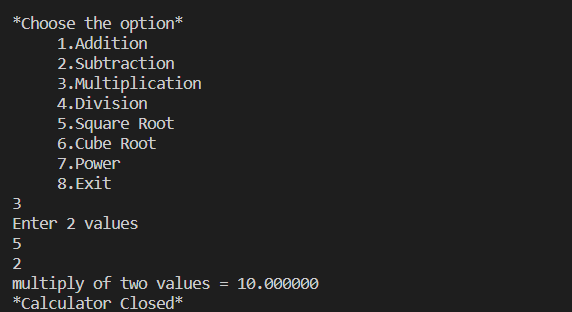 *Choose the option*
1.Addition
2.Subtraction
3.Multiplication
4.Division
5.Square Root
6.Cube Root
7.Power
8.Exit
3
Enter 2 values
5
2
multiply of two values = 10.000000
*Calculator Closed*